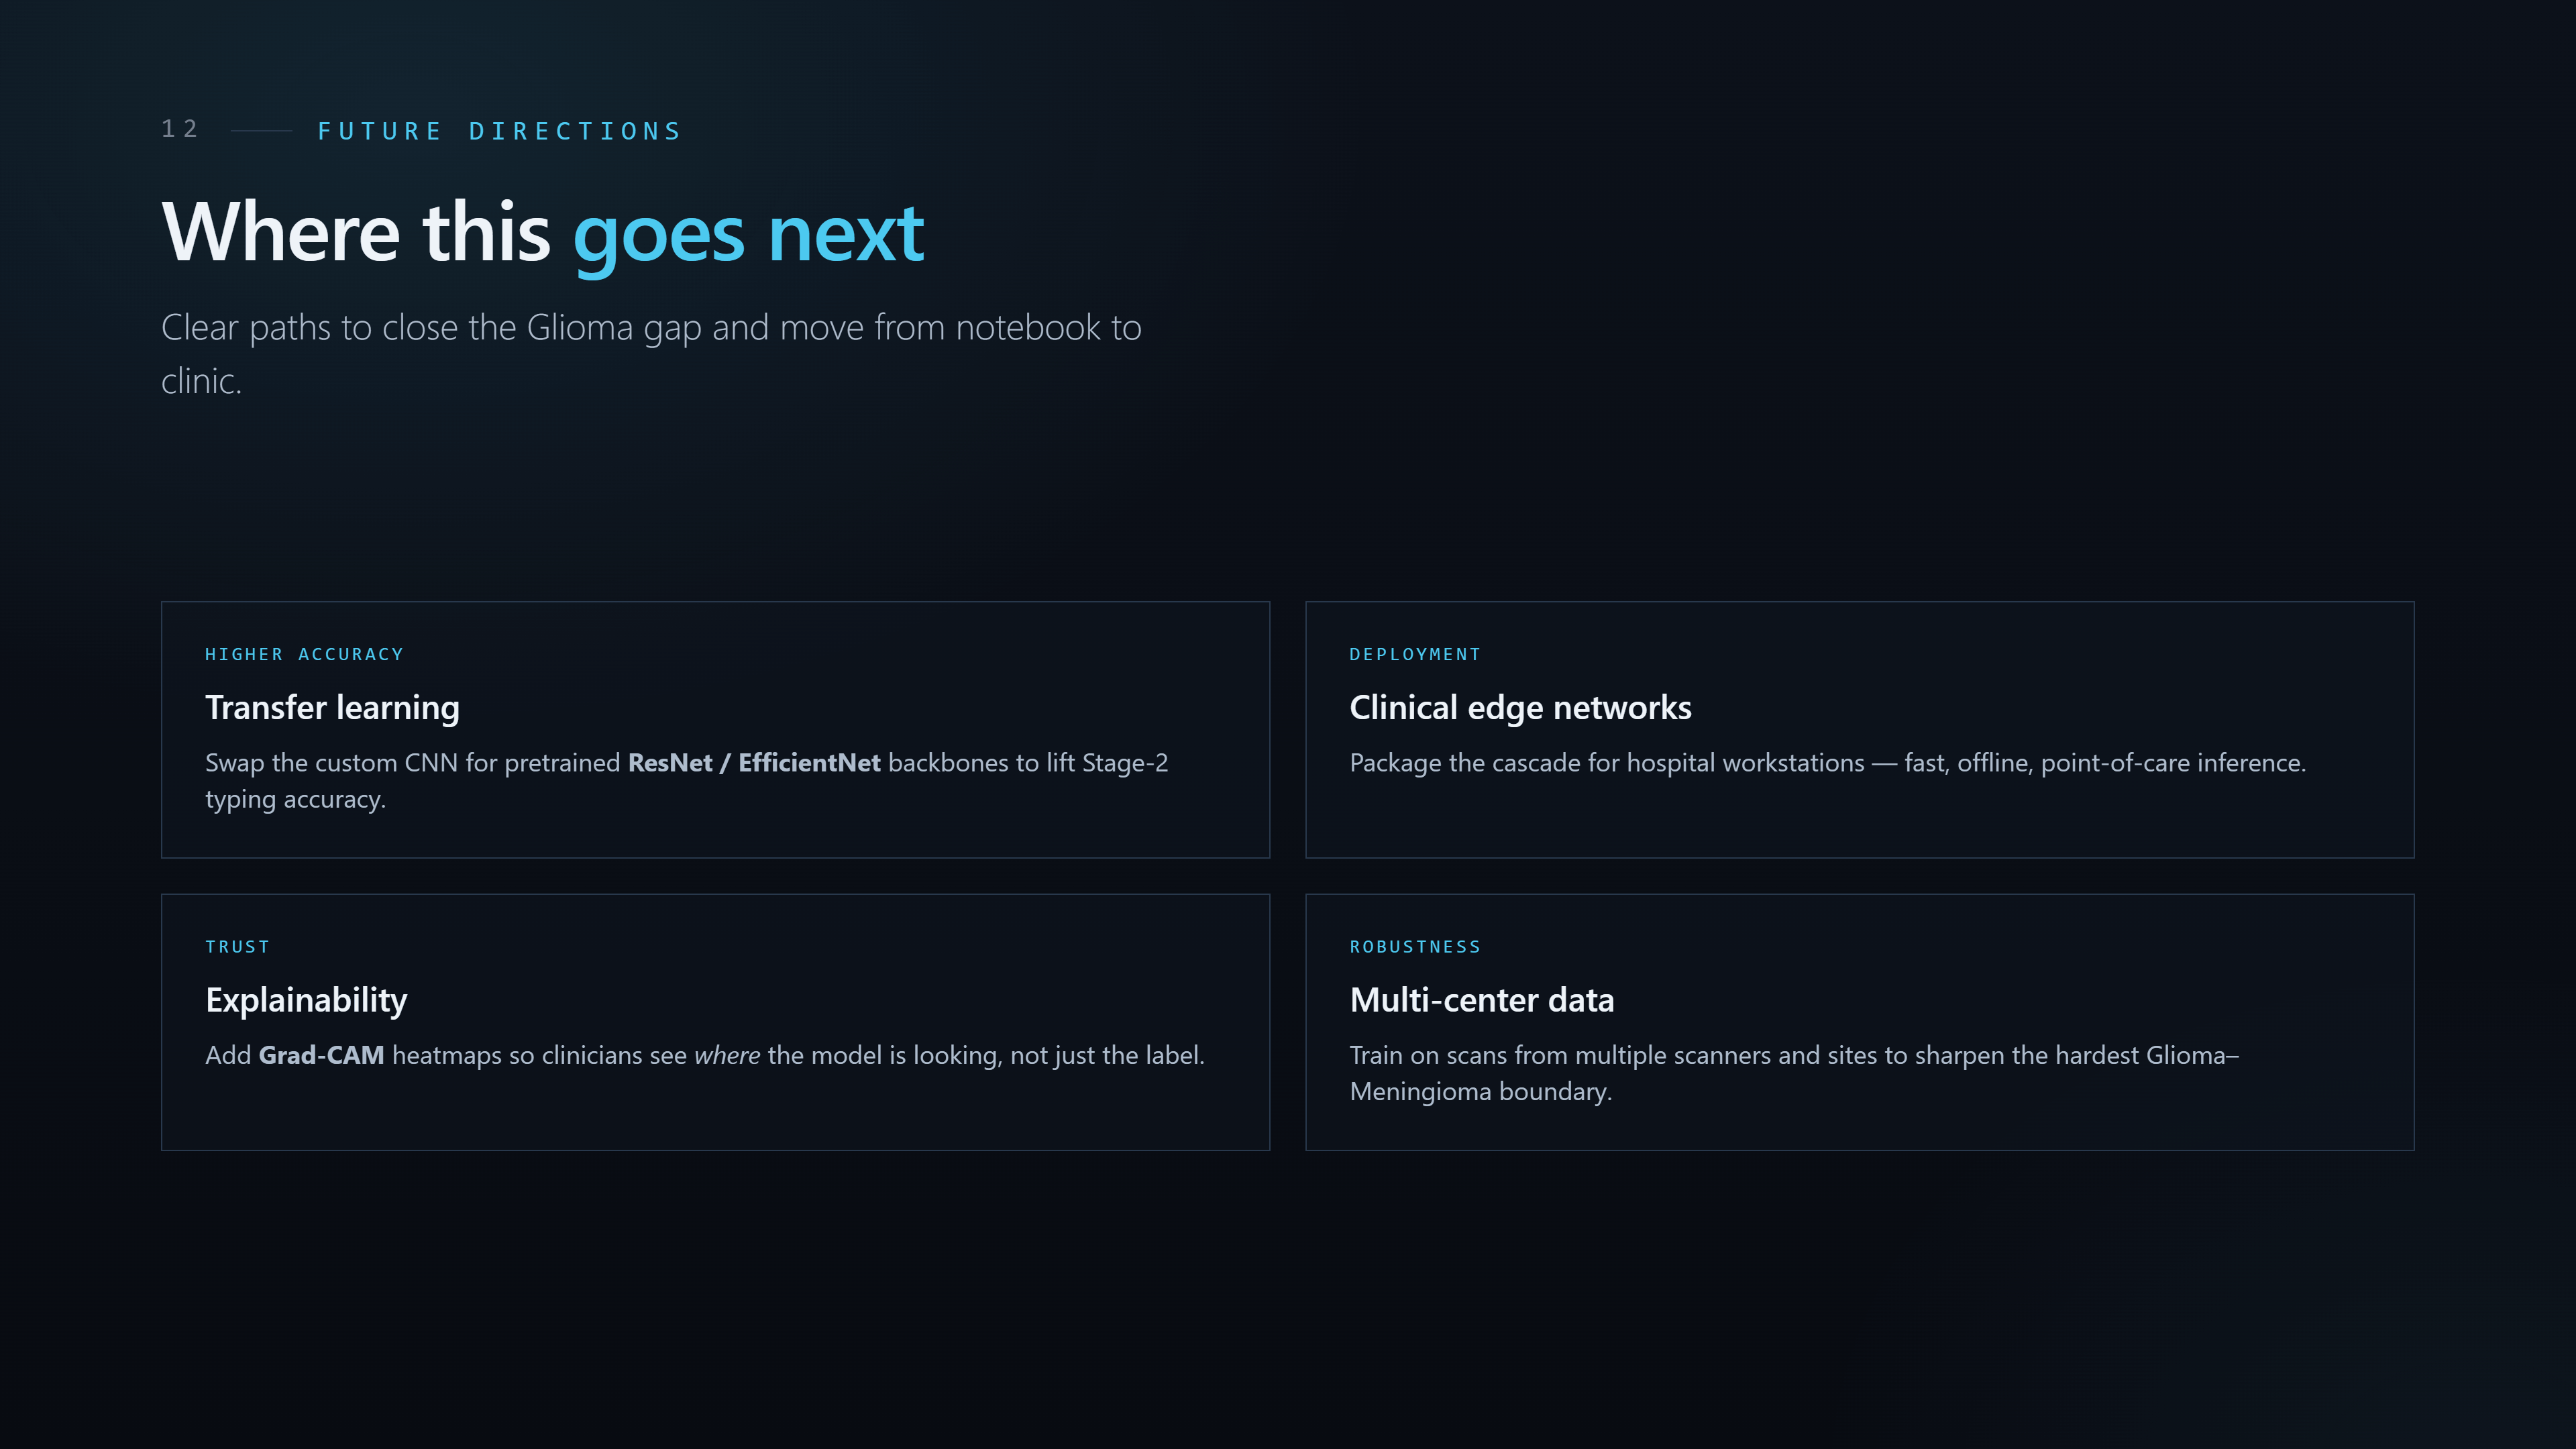 12 FUTURE DIRECTIONS
Where this goes next
Clear paths to close the Glioma gap and move from notebook to
clinic.
HIGHER ACCURACY
Transfer learning
Swap the custom CNN for pretrained ResNet / EfficientNet backbones to lift Stage-2
typing accuracy.
DEPLOYMENT
Clinical edge networks
Package the cascade for hospital workstations — fast, offline, point-of-care inference.
TRUST
Explainability
Add Grad-CAM heatmaps so clinicians see where the model is looking, not just the label.
ROBUSTNESS
Multi-center data
Train on scans from multiple scanners and sites to sharpen the hardest Glioma–
Meningioma boundary.